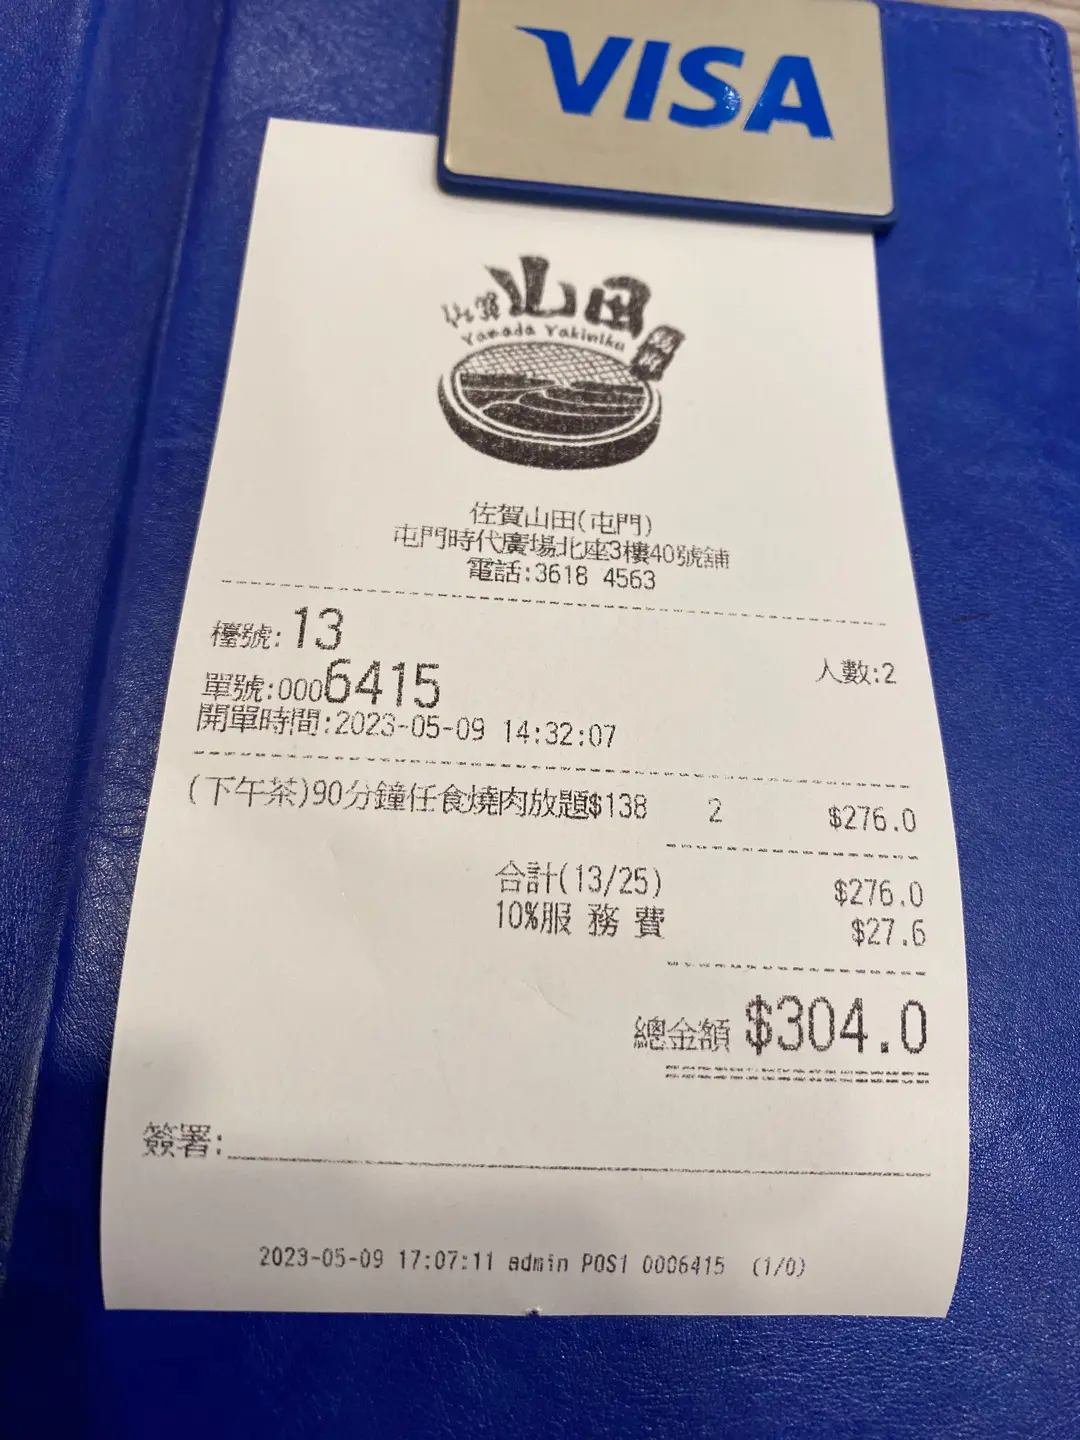 VISA
佐賀 山田
Yamada Yakiniku
佐賀山田(屯門)
屯門時代廣場北座3樓40號舖
電話:3618 4563
檯號: 13
人數:2
單號:0006415
開單時間:2023-05-09 14:32:07
(下午茶)90分鐘任食燒肉放題$138 2 $276.0
合計(13/25) $276.0
10%服 務 費 $27.6
總金額 $304.0
簽署:
2023-05-09 17:07:11 admin POS1 0006415 (1/0)